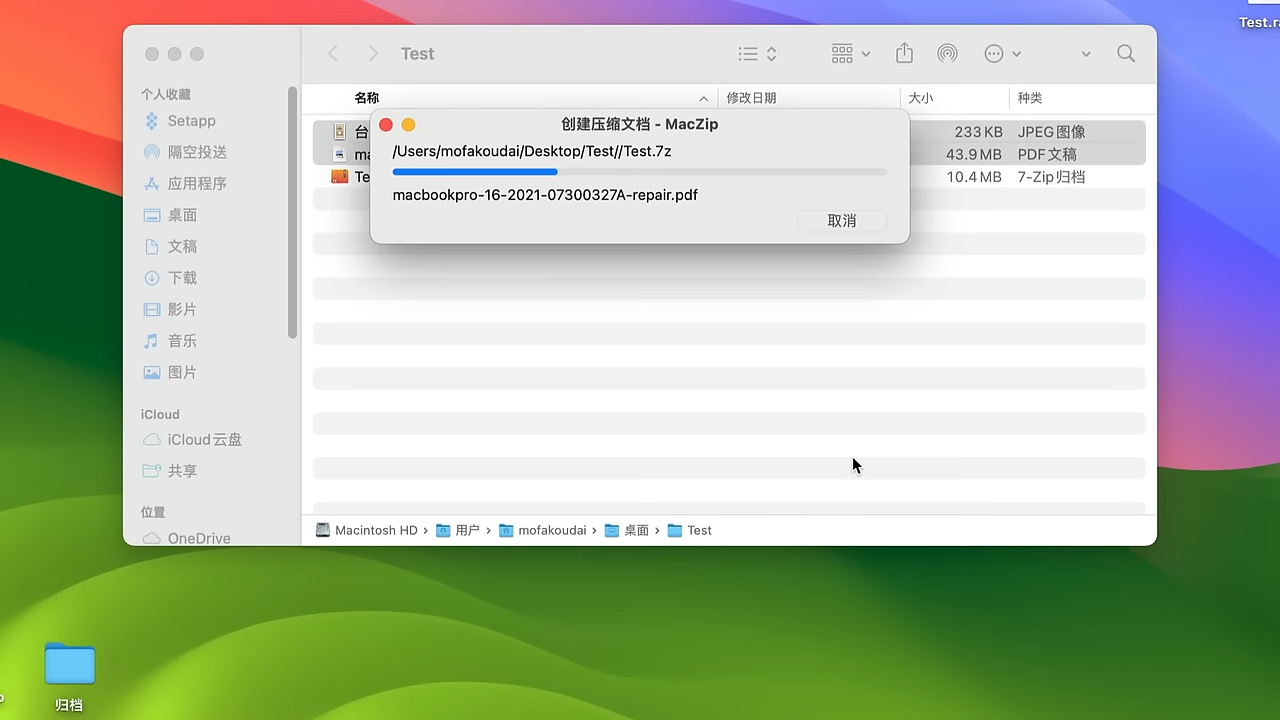 Test.r
Test
个人收藏
Setapp
隔空投送
应用程序
桌面
文稿
下载
影片
音乐
图片
iCloud
iCloud云盘
共享
位置
OneDrive
名称
修改日期
大小
种类
台
233 KB
JPEG图像
ma
43.9 MB
PDF文稿
Te
10.4 MB
7-Zip归档
创建压缩文档 - MacZip
/Users/mofakoudai/Desktop/Test//Test.7z
macbookpro-16-2021-07300327A-repair.pdf
取消
Macintosh HD › 用户 › mofakoudai › 桌面 › Test
归档